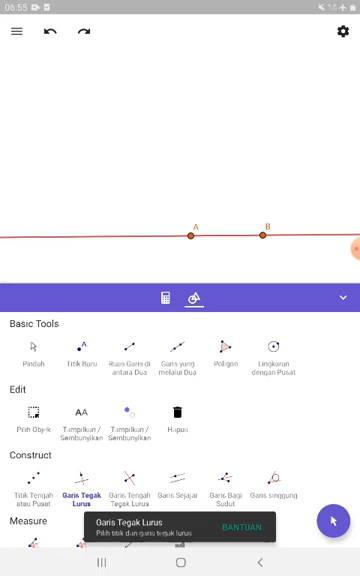 06:55
A
B
Basic Tools
Pindah
Titik Baru
Ruas Garis di
antara Dua
Garis yang
melalui Dua
Poligon
Lingkaran
dengan Pusat
Edit
Pilih Objek
AA
Tampilkan /
Sembunyikan
Tampilkan /
Sembunyikan
Hapus
Construct
Titik Tengah
atau Pusat
Garis Tegak
Lurus
Garis Tengah
Tegak Lurus
Garis Sejajar
Garis Bagi
Sudut
Garis singgung
Measure
Garis Tegak Lurus
Pilih titik dan garis tegak lurus
BANTUAN